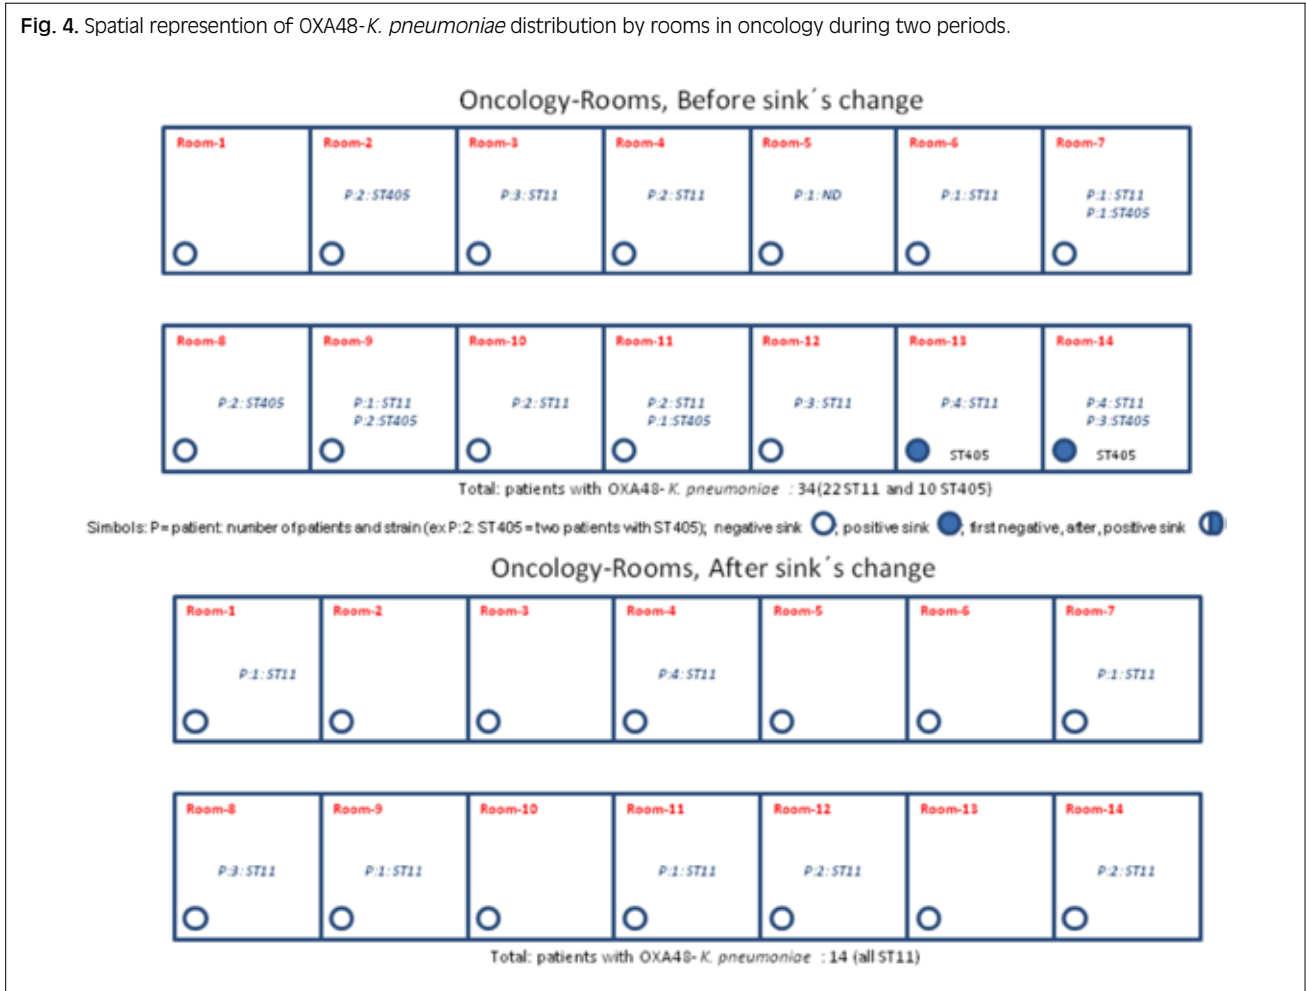 Fig. 4. Spatial represention of OXA48-K. pneumoniae distribution by rooms in oncology during two periods.
Oncology-Rooms, Before sink´s change
Room-1 Room-2 Room-3 Room-4 Room-5 Room-6 Room-7
P:2:ST405 P:3:ST11 P:2:ST11 P:1:ND P:1:ST11 P:1:ST11
P:1:ST405
Room-8 Room-9 Room-10 Room-11 Room-12 Room-13 Room-14
P:2:ST405 P:1:ST11 P:2:ST11 P:2:ST11 P:3:ST11 P:4:ST11 P:4:ST11
P:2:ST405 P:1:ST405 P:3:ST405
ST405 ST405
Total: patients with OXA48- K. pneumoniae : 34(22ST11 and 10 ST405)
Simbols: P=patient: number of patients and strain (ex P:2: ST405=two patients with ST405); negative sink , positive sink , first negative, after, positive sink
Oncology-Rooms, After sink´s change
Room-1 Room-2 Room-3 Room-4 Room-5 Room-6 Room-7
P:1:ST11 P:4:ST11 P:1:ST11
Room-8 Room-9 Room-10 Room-11 Room-12 Room-13 Room-14
P:3:ST11 P:1:ST11 P:1:ST11 P:2:ST11 P:2:ST11
Total: patients with OXA48- K. pneumoniae : 14 (all ST11)